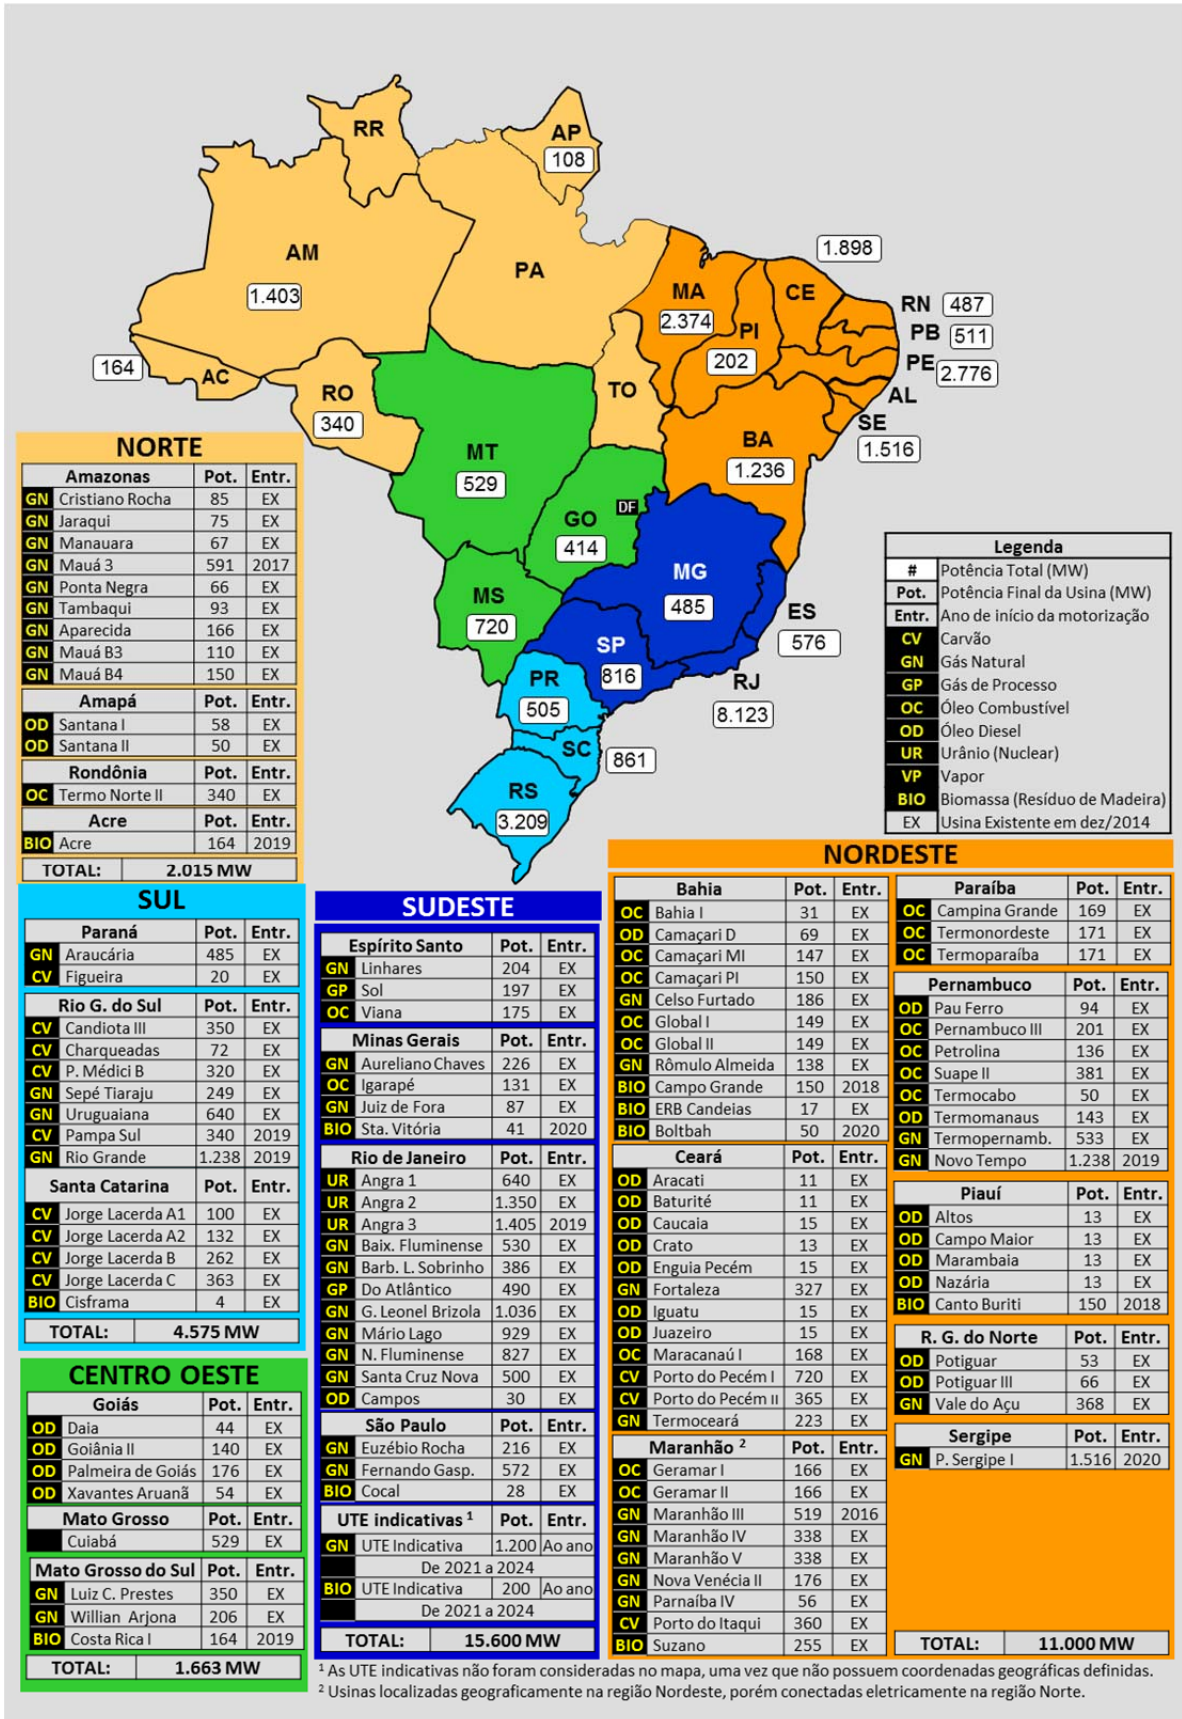 RR
AP
108
AM
1.403
PA
1.898
MA
2.374
CE
PI
202
RN 487
PB 511
PE 2.776
AL
SE
1.516
164
AC
RO
340
TO
BA
1.236
MT
529
DF
GO
414
MG
485
MS
720
ES
576
SP
816
RJ
8.123
PR
505
SC
861
RS
3.209
Legenda
# Potência Total (MW)
Pot. Potência Final da Usina (MW)
Entr. Ano de início da motorização
CV Carvão
GN Gás Natural
GP Gás de Processo
OC Óleo Combustível
OD Óleo Diesel
UR Urânio (Nuclear)
VP Vapor
BIO Biomassa (Resíduo de Madeira)
EX Usina Existente em dez/2014
NORTE
Amazonas Pot. Entr.
GN Cristiano Rocha 85 EX
GN Jaraqui 75 EX
GN Manauara 67 EX
GN Mauá 3 591 2017
GN Ponta Negra 66 EX
GN Tambaqui 93 EX
GN Aparecida 166 EX
GN Mauá B3 110 EX
GN Mauá B4 150 EX
Amapá Pot. Entr.
OD Santana I 58 EX
OD Santana II 50 EX
Rondônia Pot. Entr.
OC Termo Norte II 340 EX
Acre Pot. Entr.
BIO Acre 164 2019
TOTAL: 2.015 MW
SUL
Paraná Pot. Entr.
GN Araucária 485 EX
CV Figueira 20 EX
Rio G. do Sul Pot. Entr.
CV Candiota III 350 EX
CV Charqueadas 72 EX
CV P. Médici B 320 EX
GN Sepé Tiaraju 249 EX
GN Uruguaiana 640 EX
CV Pampa Sul 340 2019
GN Rio Grande 1.238 2019
Santa Catarina Pot. Entr.
CV Jorge Lacerda A1 100 EX
CV Jorge Lacerda A2 132 EX
CV Jorge Lacerda B 262 EX
CV Jorge Lacerda C 363 EX
BIO Cisframa 4 EX
TOTAL: 4.575 MW
CENTRO OESTE
Goiás Pot. Entr.
OD Daia 44 EX
OD Goiânia II 140 EX
OD Palmeira de Goiás 176 EX
OD Xavantes Aruanã 54 EX
Mato Grosso Pot. Entr.
Cuiabá 529 EX
Mato Grosso do Sul Pot. Entr.
GN Luiz C. Prestes 350 EX
GN Willian Arjona 206 EX
BIO Costa Rica I 164 2019
TOTAL: 1.663 MW
SUDESTE
Espírito Santo Pot. Entr.
GN Linhares 204 EX
GP Sol 197 EX
OC Viana 175 EX
Minas Gerais Pot. Entr.
GN Aureliano Chaves 226 EX
OC Igarapé 131 EX
GN Juiz de Fora 87 EX
BIO Sta. Vitória 41 2020
Rio de Janeiro Pot. Entr.
UR Angra 1 640 EX
UR Angra 2 1.350 EX
UR Angra 3 1.405 2019
GN Baix. Fluminense 530 EX
GN Barb. L. Sobrinho 386 EX
GP Do Atlântico 490 EX
GN G. Leonel Brizola 1.036 EX
GN Mário Lago 929 EX
GN N. Fluminense 827 EX
GN Santa Cruz Nova 500 EX
OD Campos 30 EX
São Paulo Pot. Entr.
GN Euzébio Rocha 216 EX
GN Fernando Gasp. 572 EX
BIO Cocal 28 EX
UTE indicativas ¹ Pot. Entr.
GN UTE Indicativa 1.200 Ao ano
De 2021 a 2024
BIO UTE Indicativa 200 Ao ano
De 2021 a 2024
TOTAL: 15.600 MW
NORDESTE
Bahia Pot. Entr.
OC Bahia I 31 EX
OD Camaçari D 69 EX
OC Camaçari MI 147 EX
OC Camaçari PI 150 EX
GN Celso Furtado 186 EX
OC Global I 149 EX
OC Global II 149 EX
GN Rômulo Almeida 138 EX
BIO Campo Grande 150 2018
BIO ERB Candeias 17 EX
BIO Boltbah 50 2020
Ceará Pot. Entr.
OD Aracati 11 EX
OD Baturité 11 EX
OD Caucaia 15 EX
OD Crato 13 EX
OD Enguia Pecém 15 EX
GN Fortaleza 327 EX
OD Iguatu 15 EX
OD Juazeiro 15 EX
OC Maracanaú I 168 EX
CV Porto do Pecém I 720 EX
CV Porto do Pecém II 365 EX
GN Termoceará 223 EX
Maranhão ² Pot. Entr.
OC Geramar I 166 EX
OC Geramar II 166 EX
GN Maranhão III 519 2016
GN Maranhão IV 338 EX
GN Maranhão V 338 EX
GN Nova Venécia II 176 EX
GN Parnaíba IV 56 EX
CV Porto do Itaqui 360 EX
BIO Suzano 255 EX
Paraíba Pot. Entr.
OC Campina Grande 169 EX
OC Termonordeste 171 EX
OC Termoparaíba 171 EX
Pernambuco Pot. Entr.
OD Pau Ferro 94 EX
OC Pernambuco III 201 EX
OC Petrolina 136 EX
OC Suape II 381 EX
OC Termocabo 50 EX
OD Termomanaus 143 EX
GN Termopernamb. 533 EX
GN Novo Tempo 1.238 2019
Piauí Pot. Entr.
OD Altos 13 EX
OD Campo Maior 13 EX
OD Marambaia 13 EX
OD Nazária 13 EX
BIO Canto Buriti 150 2018
R. G. do Norte Pot. Entr.
OD Potiguar 53 EX
OD Potiguar III 66 EX
GN Vale do Açu 368 EX
Sergipe Pot. Entr.
GN P. Sergipe I 1.516 2020
TOTAL: 11.000 MW
¹ As UTE indicativas não foram consideradas no mapa, uma vez que não possuem coordenadas geográficas definidas.
² Usinas localizadas geograficamente na região Nordeste, porém conectadas eletricamente na região Norte.